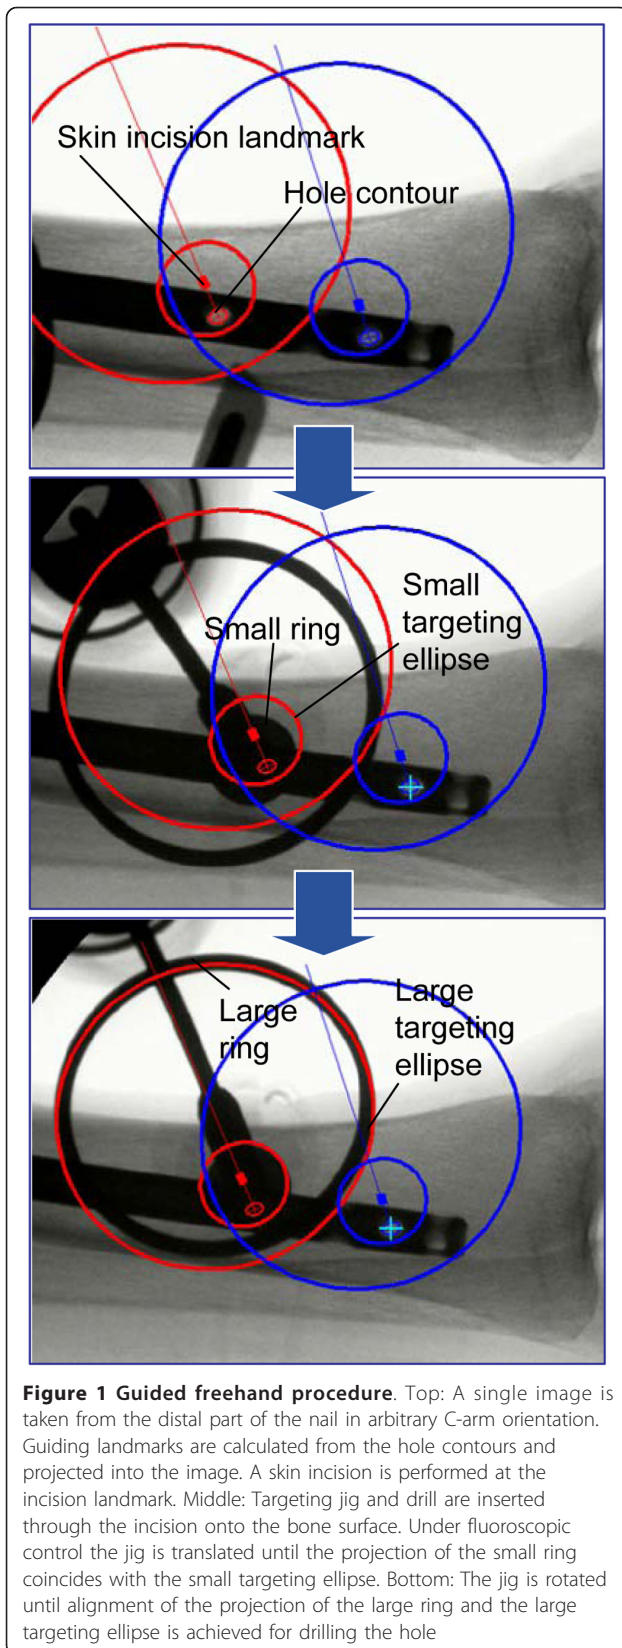 Skin incision landmark
Hole contour
Small
targeting
ellipse
Small ring
Large
ring
Large
targeting
ellipse
Figure 1 Guided freehand procedure. Top: A single image is
taken from the distal part of the nail in arbitrary C-arm orientation.
Guiding landmarks are calculated from the hole contours and
projected into the image. A skin incision is performed at the
incision landmark. Middle: Targeting jig and drill are inserted
through the incision onto the bone surface. Under fluoroscopic
control the jig is translated until the projection of the small ring
coincides with the small targeting ellipse. Bottom: The jig is rotated
until alignment of the projection of the large ring and the large
targeting ellipse is achieved for drilling the hole